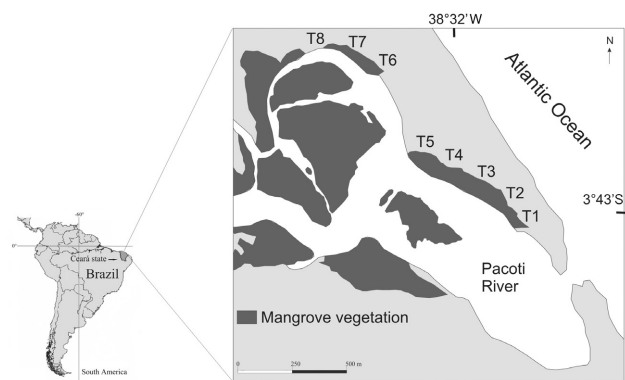 38°32' W
N
Atlantic Ocean
T8
T7
T6
T5
T4
T3
T2
T1
3°43'S
Pacoti
River
Mangrove vegetation
0 250 500 m
-60°
0°
Ceará state
Brazil
South America